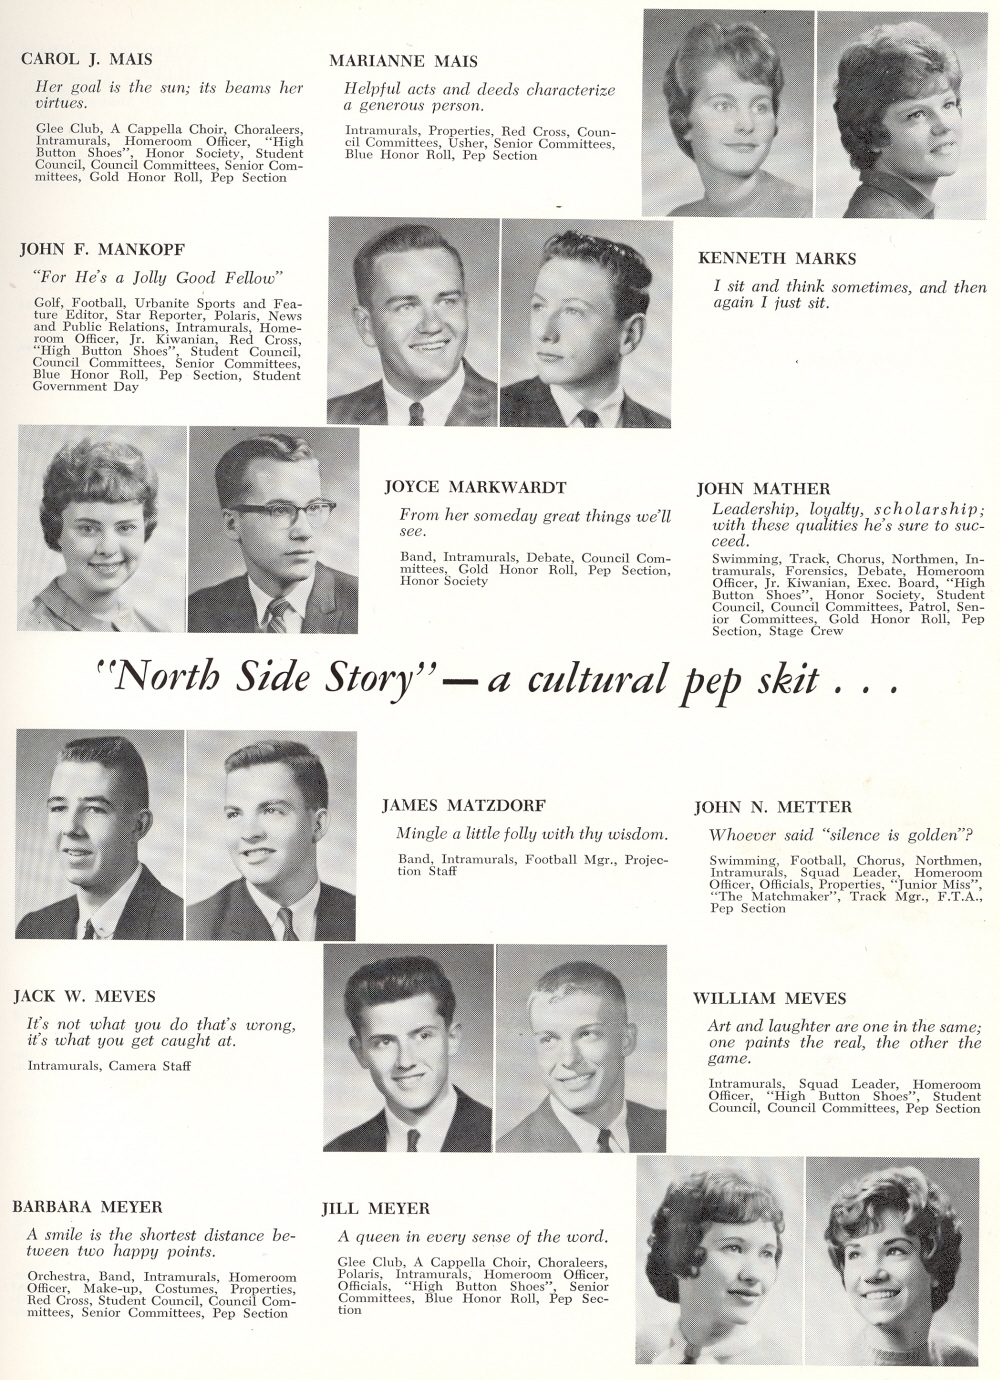 CAROL J. MAIS
Her goal is the sun; its beams her
virtues.
Glee Club, A Cappella Choir, Choraleers,
Intramurals, Homeroom Officer, "High
Button Shoes", Honor Society, Student
Council, Council Committees, Senior Com-
mittees, Gold Honor Roll, Pep Section
MARIANNE MAIS
Helpful acts and deeds characterize
a generous person.
Intramurals, Properties, Red Cross, Coun-
cil Committees, Usher, Senior Committees,
Blue Honor Roll, Pep Section
JOHN F. MANKOPF
"For He's a Jolly Good Fellow"
Golf, Football, Urbanite Sports and Fea-
ture Editor, Star Reporter, Polaris, News
and Public Relations, Intramurals, Home-
room Officer, Jr. Kiwanian, Red Cross,
"High Button Shoes", Student Council,
Council Committees, Senior Committees,
Blue Honor Roll, Pep Section, Student
Government Day
KENNETH MARKS
I sit and think sometimes, and then
again I just sit.
JOYCE MARKWARDT
From her someday great things we'll
see.
Band, Intramurals, Debate, Council Com-
mittees, Gold Honor Roll, Pep Section,
Honor Society
JOHN MATHER
Leadership, loyalty, scholarship;
with these qualities he's sure to suc-
ceed.
Swimming, Track, Chorus, Northmen, In-
tramurals, Forensics, Debate, Homeroom
Officer, Jr. Kiwanian, Exec. Board, "High
Button Shoes", Honor Society, Student
Council, Council Committees, Patrol, Sen-
ior Committees, Gold Honor Roll, Pep
Section, Stage Crew
"North Side Story"—a cultural pep skit . . .
JAMES MATZDORF
Mingle a little folly with thy wisdom.
Band, Intramurals, Football Mgr., Projec-
tion Staff
JOHN N. METTER
Whoever said "silence is golden"?
Swimming, Football, Chorus, Northmen,
Intramurals, Squad Leader, Homeroom
Officer, Officials, Properties, "Junior Miss",
"The Matchmaker", Track Mgr., F.T.A.,
Pep Section
JACK W. MEVES
It's not what you do that's wrong,
it's what you get caught at.
Intramurals, Camera Staff
WILLIAM MEVES
Art and laughter are one in the same;
one paints the real, the other the
game.
Intramurals, Squad Leader, Homeroom
Officer, "High Button Shoes", Student
Council, Council Committees, Pep Section
BARBARA MEYER
A smile is the shortest distance be-
tween two happy points.
Orchestra, Band, Intramurals, Homeroom
Officer, Make-up, Costumes, Properties,
Red Cross, Student Council, Council Com-
mittees, Senior Committees, Pep Section
JILL MEYER
A queen in every sense of the word.
Glee Club, A Cappella Choir, Choraleers,
Polaris, Intramurals, Homeroom Officer,
Officials, "High Button Shoes", Senior
Committees, Blue Honor Roll, Pep Sec-
tion